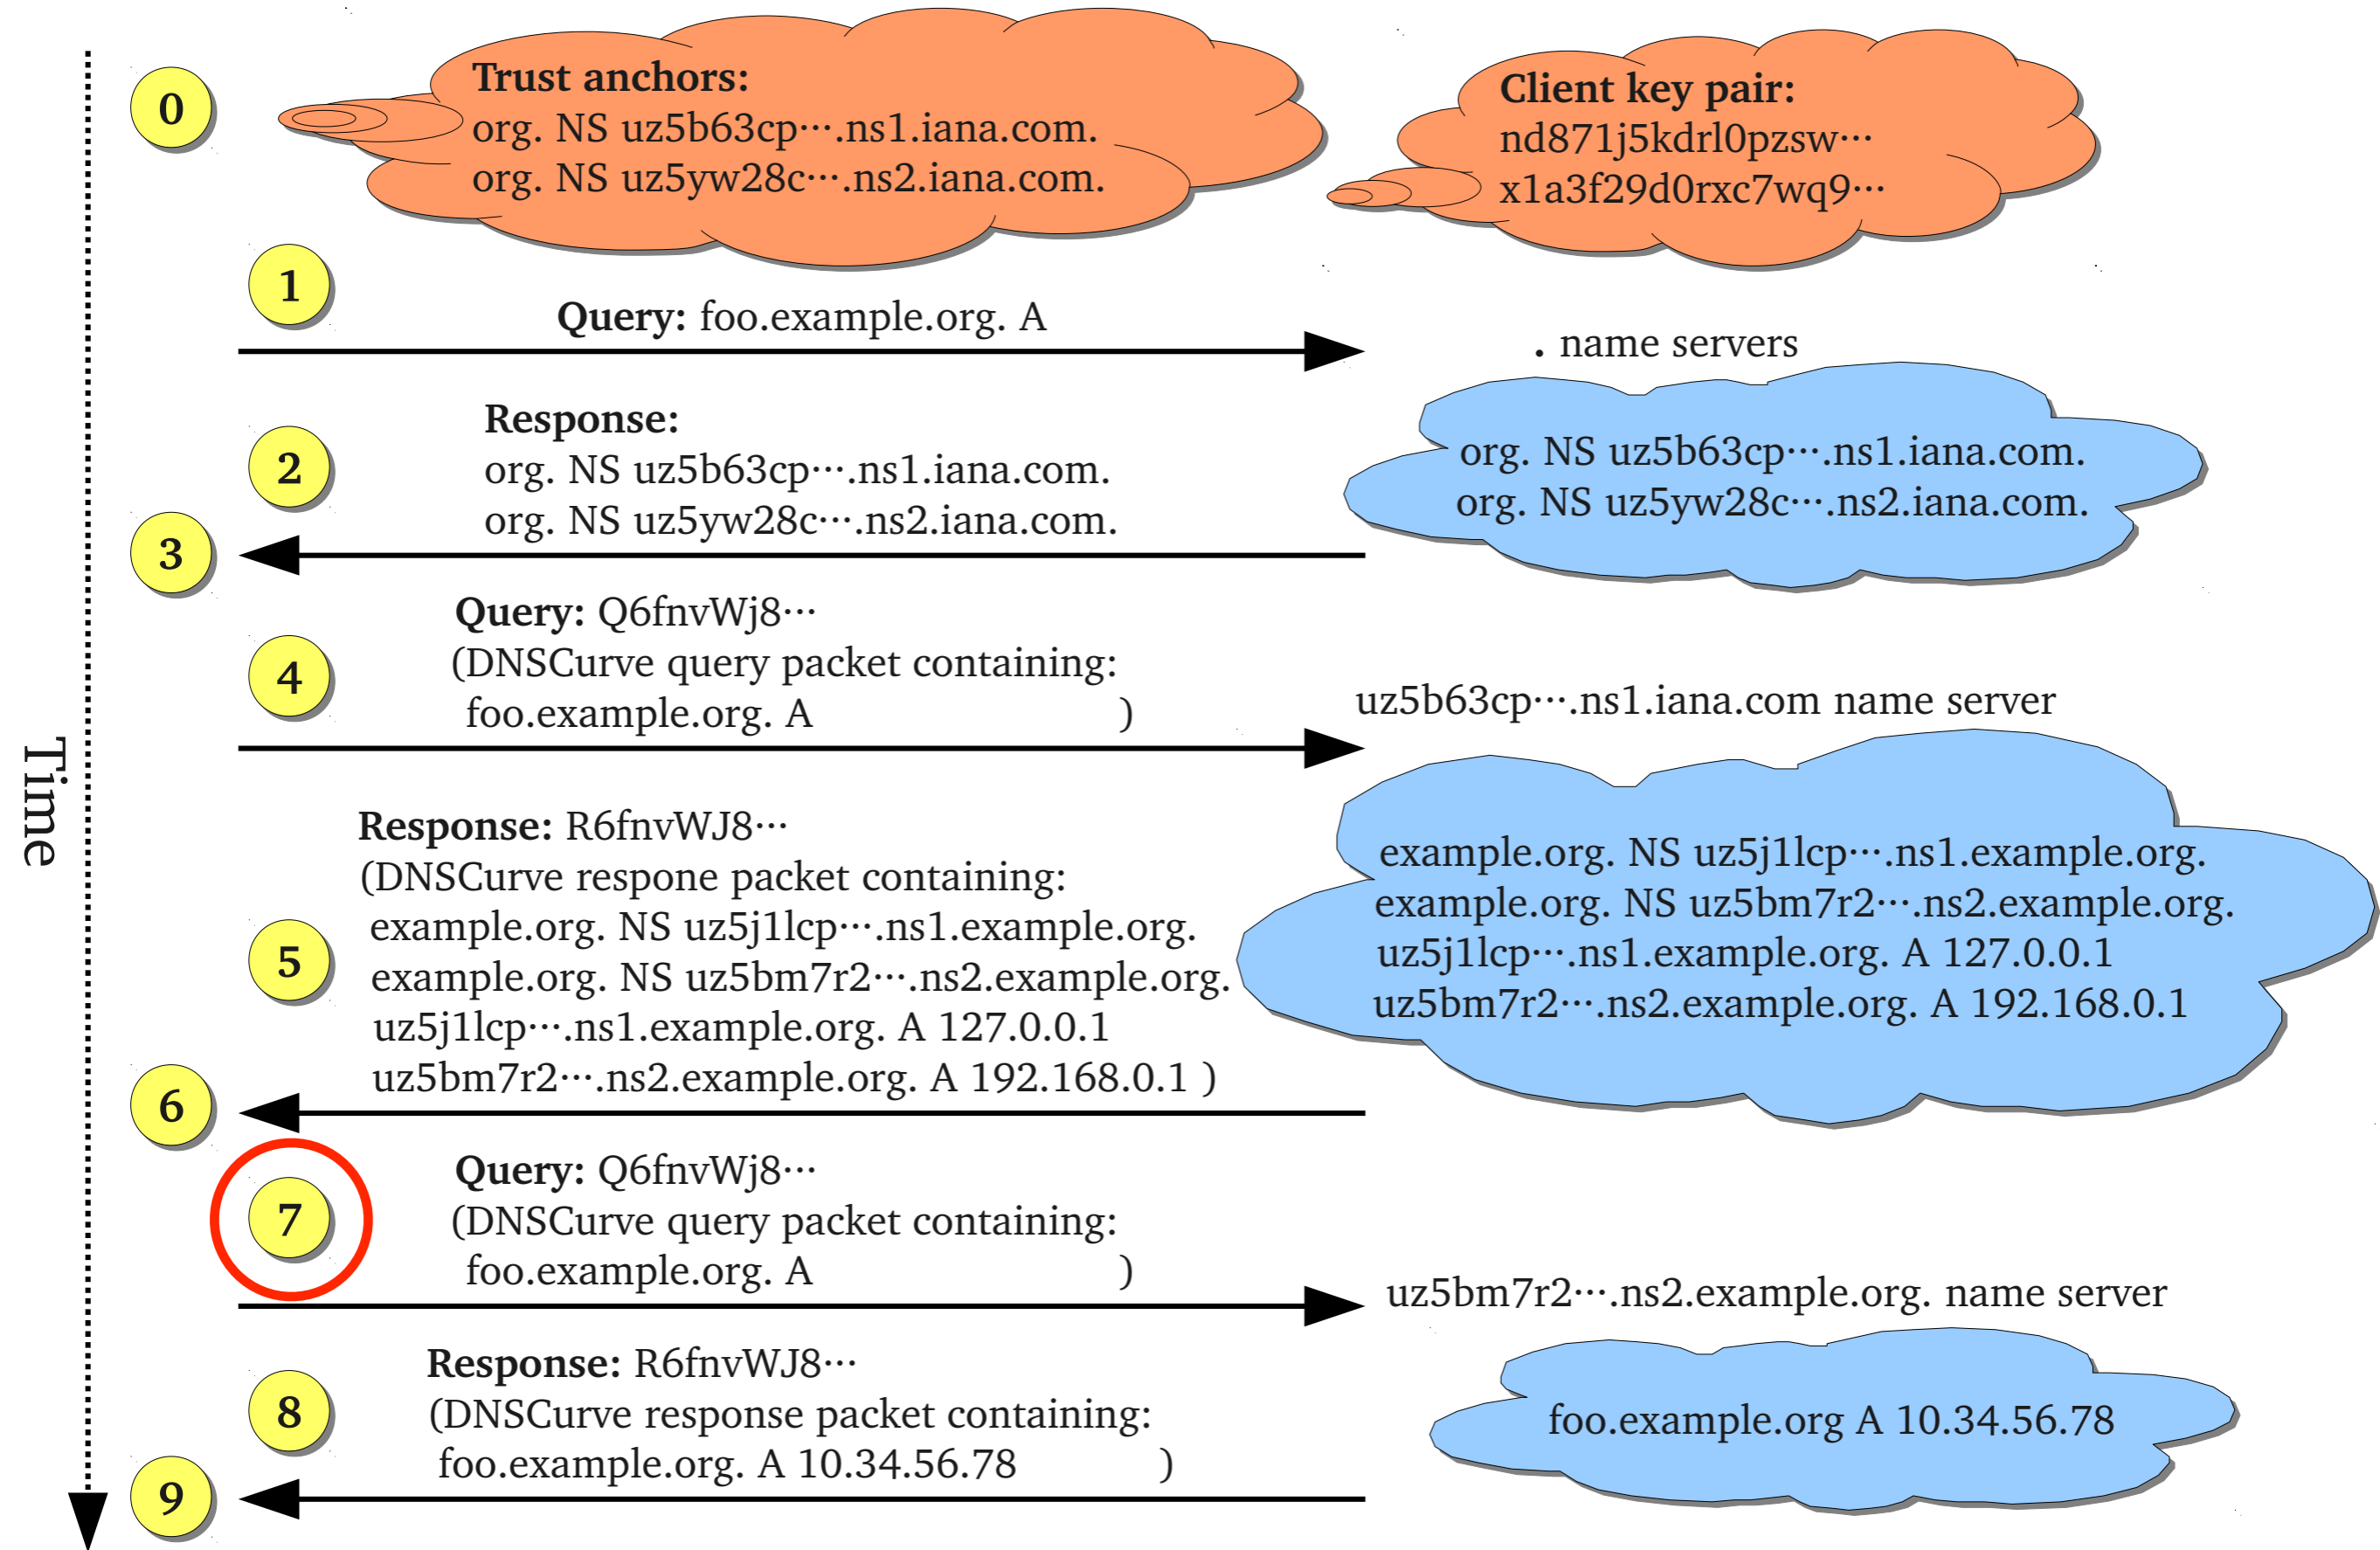 Time
0
Trust anchors:
org. NS uz5b63cp···.ns1.iana.com.
org. NS uz5yw28c···.ns2.iana.com.
Client key pair:
nd871j5kdrl0pzsw···
x1a3f29d0rxc7wq9···
1
Query: foo.example.org. A
. name servers
2
Response:
org. NS uz5b63cp···.ns1.iana.com.
org. NS uz5yw28c···.ns2.iana.com.
org. NS uz5b63cp···.ns1.iana.com.
org. NS uz5yw28c···.ns2.iana.com.
3
4
Query: Q6fnvWj8···
(DNSCurve query packet containing:
foo.example.org. A )
uz5b63cp···.ns1.iana.com name server
5
Response: R6fnvWJ8···
(DNSCurve respone packet containing:
example.org. NS uz5j1lcp···.ns1.example.org.
example.org. NS uz5bm7r2···.ns2.example.org.
uz5j1lcp···.ns1.example.org. A 127.0.0.1
uz5bm7r2···.ns2.example.org. A 192.168.0.1 )
example.org. NS uz5j1lcp···.ns1.example.org.
example.org. NS uz5bm7r2···.ns2.example.org.
uz5j1lcp···.ns1.example.org. A 127.0.0.1
uz5bm7r2···.ns2.example.org. A 192.168.0.1
6
7
Query: Q6fnvWj8···
(DNSCurve query packet containing:
foo.example.org. A )
uz5bm7r2···.ns2.example.org. name server
8
Response: R6fnvWJ8···
(DNSCurve response packet containing:
foo.example.org. A 10.34.56.78 )
foo.example.org A 10.34.56.78
9